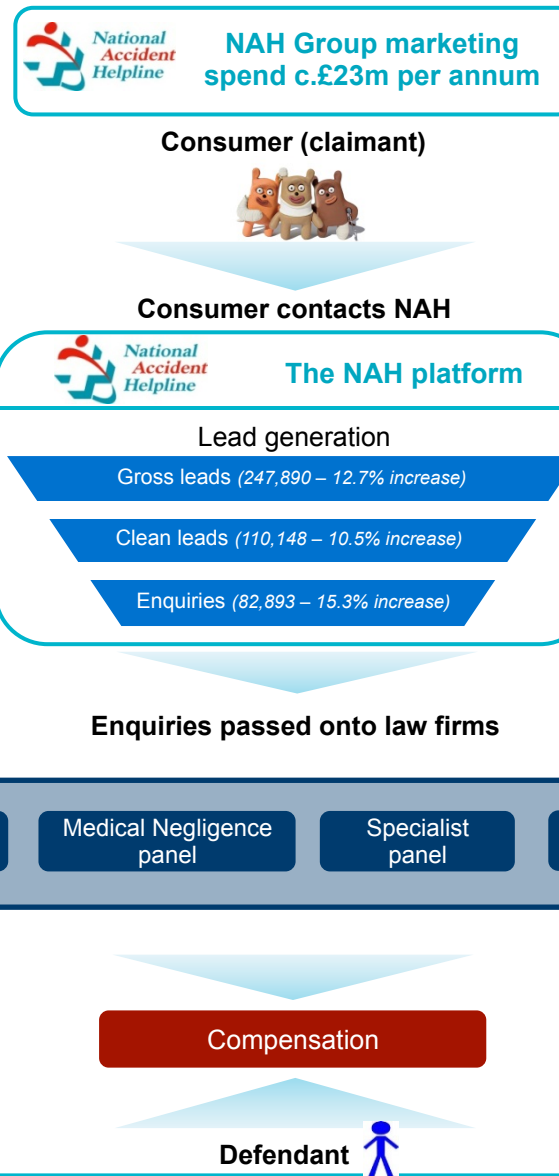 National
Accident
Helpline
NAH Group marketing
spend c.£23m per annum
Consumer (claimant)
Consumer contacts NAH
National
Accident
Helpline
The NAH platform
Lead generation
Gross leads (247,890 – 12.7% increase)
Clean leads (110,148 – 10.5% increase)
Enquiries (82,893 – 15.3% increase)
Enquiries passed onto law firms
Medical Negligence
panel
Specialist
panel
Compensation
Defendant